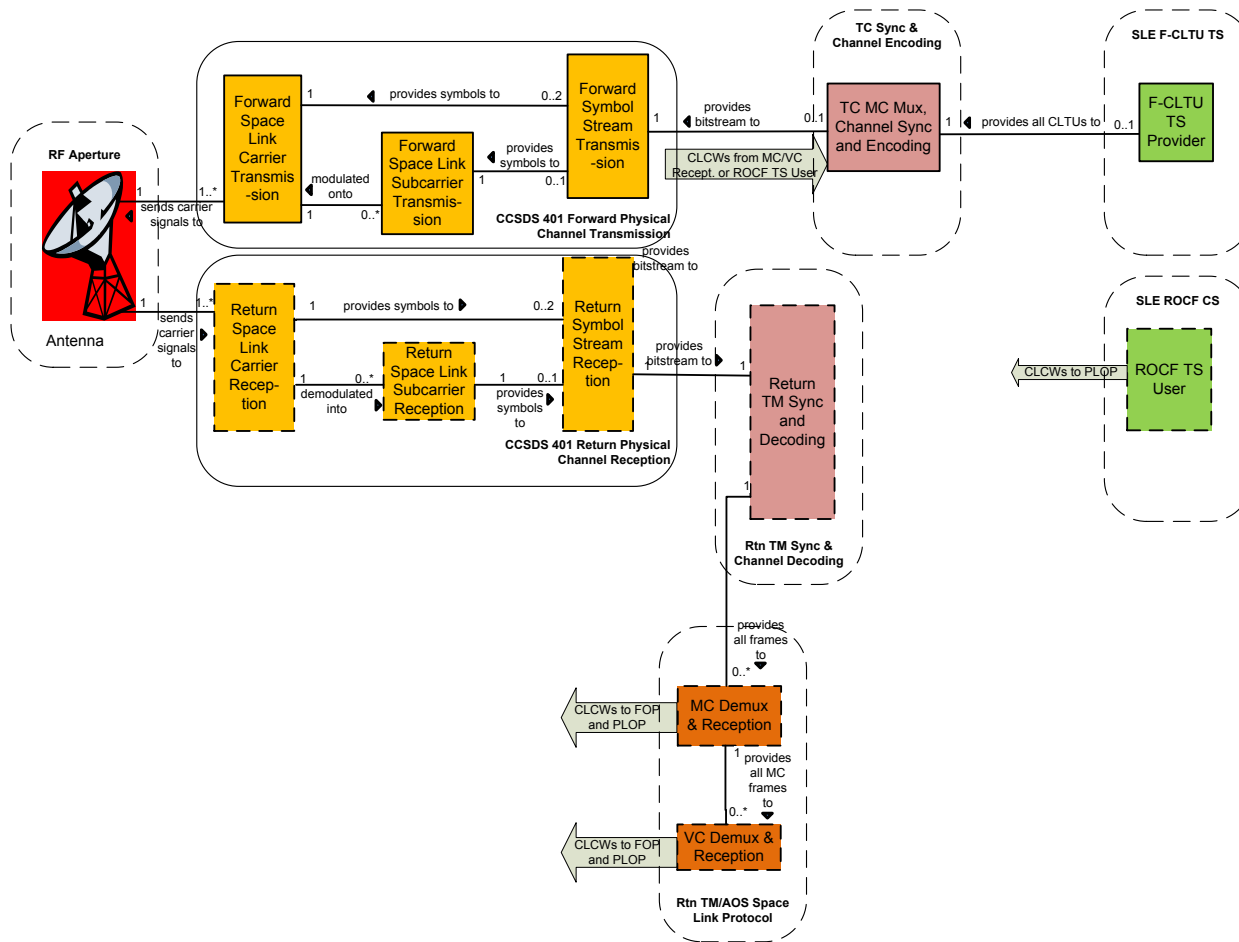 TC Sync &
Channel Encoding
SLE F-CLTU TS
RF Aperture
Antenna
1
1..*
sends carrier
signals to
Forward
Space
Link
Carrier
Transmis-
-sion
1
provides symbols to
0..2
modulated
onto
1
0..*
Forward
Space Link
Subcarrier
Transmis-
sion
provides
symbols to
1
0..1
Forward
Symbol
Stream
Transmis-
-sion
CCSDS 401 Forward Physical
Channel Transmission
1
provides
bitstream to
0..1
CLCWs from MC/VC
Recept. or ROCF TS User
TC MC Mux,
Channel Sync
and Encoding
1
provides all CLTUs to
0..1
F-CLTU
TS
Provider
1
1..*
sends
carrier
signals
to
Return
Space
Link
Carrier
Recep-
tion
1
provides symbols to
0..2
1
0..*
demodulated
into
Return
Space Link
Subcarrier
Reception
1
0..1
provides
symbols to
provides
bitstream to
Return
Symbol
Stream
Recep-
tion
CCSDS 401 Return Physical
Channel Reception
1
provides
bitstream to
1
Return
TM Sync
and
Decoding
1
Rtn TM Sync &
Channel Decoding
SLE ROCF CS
CLCWs to PLOP
ROCF TS
User
provides
all frames
to
0..*
CLCWs to FOP
and PLOP
MC Demux
& Reception
1
provides
all MC
frames
to
0..*
CLCWs to FOP
and PLOP
VC Demux &
Reception
Rtn TM/AOS Space
Link Protocol